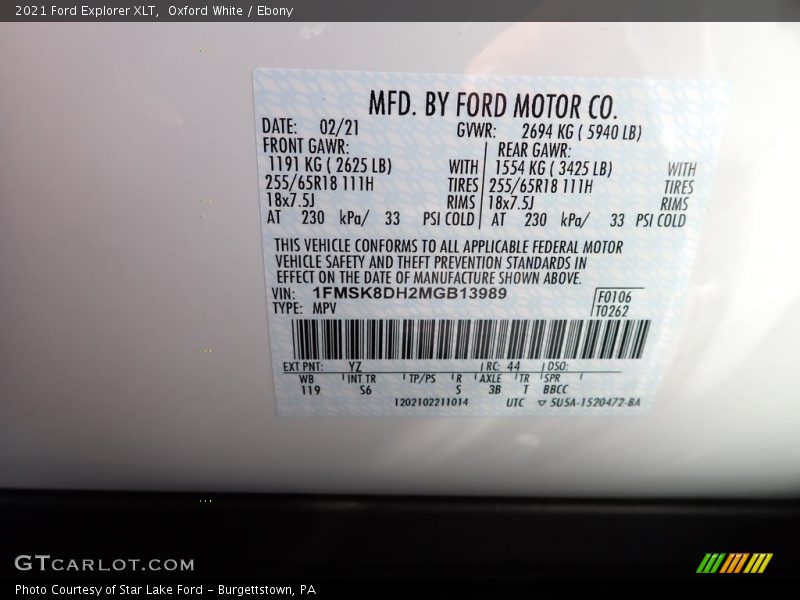 2021 Ford Explorer XLT,  Oxford White / Ebony
MFD. BY FORD MOTOR CO.
DATE: 02/21 GVWR: 2694 KG ( 5940 LB)
FRONT GAWR: REAR GAWR:
1191 KG ( 2625 LB) WITH 1554 KG ( 3425 LB) WITH
255/65R18 111H TIRES 255/65R18 111H TIRES
18x7.5J RIMS 18x7.5J RIMS
AT 230 kPa/ 33 PSI COLD AT 230 kPa/ 33 PSI COLD
THIS VEHICLE CONFORMS TO ALL APPLICABLE FEDERAL MOTOR
VEHICLE SAFETY AND THEFT PREVENTION STANDARDS IN
EFFECT ON THE DATE OF MANUFACTURE SHOWN ABOVE.
VIN: 1FMSK8DH2MGB13989 F0106
TYPE: MPV T0262
EXT PNT: YZ RC: 44 DSO:
WB INT TR TP/PS R AXLE TR SPR
119 S6 S 3B T BBCC
1202102211014 UTC ▽ 5U5A-1520472-BA
GTCARLOT.COM
Photo Courtesy of Star Lake Ford - Burgettstown, PA